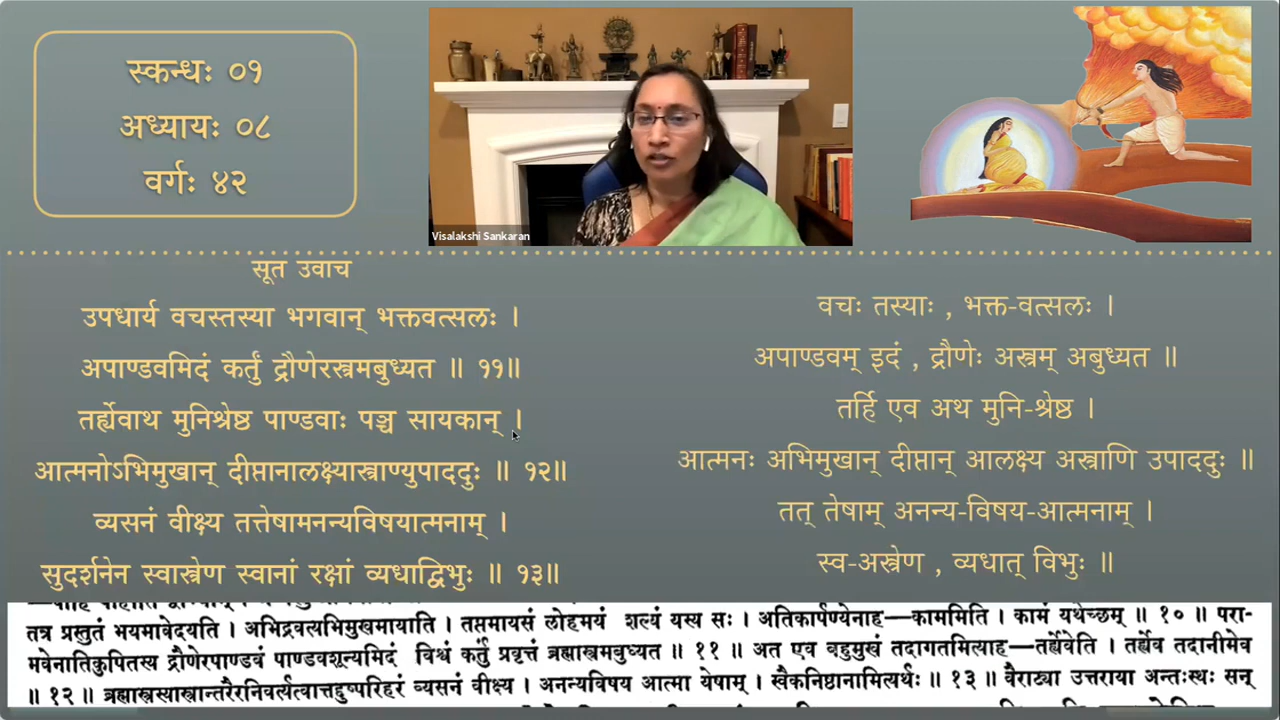 स्कन्धः ०१
अध्यायः ०८
वर्गः ४२
Visalakshi Sankaran
सूत उवाच
उपधार्य वचस्तस्या भगवान् भक्तवत्सलः ।
अपाण्डवमिदं कर्तुं द्रौणेरस्त्रमबुध्यत ॥ ११॥
तर्ह्येवाथ मुनिश्रेष्ठ पाण्डवाः पञ्च सायकान् ।
आत्मनोऽभिमुखान् दीप्तानालक्ष्यास्त्राण्युपाददुः ॥ १२॥
व्यसनं वीक्ष्य तत्तेषामनन्यविषयात्मनाम् ।
सुदर्शनेन स्वास्त्रेण स्वानां रक्षां व्यधाद्विभुः ॥ १३॥
वचः तस्याः , भक्त-वत्सलः ।
अपाण्डवम् इदं , द्रौणेः अस्त्रम् अबुध्यत ॥
तर्हि एव अथ मुनि-श्रेष्ठ ।
आत्मनः अभिमुखान् दीप्तान् आलक्ष्य अस्त्राणि उपाददुः ॥
तत् तेषाम् अनन्य-विषय-आत्मनाम् ।
स्व-अस्त्रेण , व्यधात् विभुः ॥
तत्र प्रस्तुतं भयमावेदयति । अभिद्रवत्यभिमुखमायाति । तप्तमायसं लोहमयं शल्यं यस्य सः । अतिकार्पण्येनाह—काममिति । कामं यथेच्छम् ॥ १० ॥ परा-
मवेनातिकुपितस्य द्रौणेरपाण्डवं पाण्डवशून्यमिदं विश्वं कर्तुं प्रवृत्तं ब्रह्मास्त्रमबुध्यत ॥ ११ ॥ अत एव बहुमुखं तदागतमित्याह—तर्ह्येवेति । तर्ह्येव तदानीमेव
॥ १२ ॥ ब्रह्मास्त्रस्यास्त्रान्तरैरनिवर्त्यत्वात्तद्दुष्परिहरं व्यसनं वीक्ष्य । अनन्यविषय आत्मा येषाम् । स्वैकनिष्ठानामित्यर्थः ॥ १३ ॥ वैराट्या उत्तराया अन्तःस्थः सन्